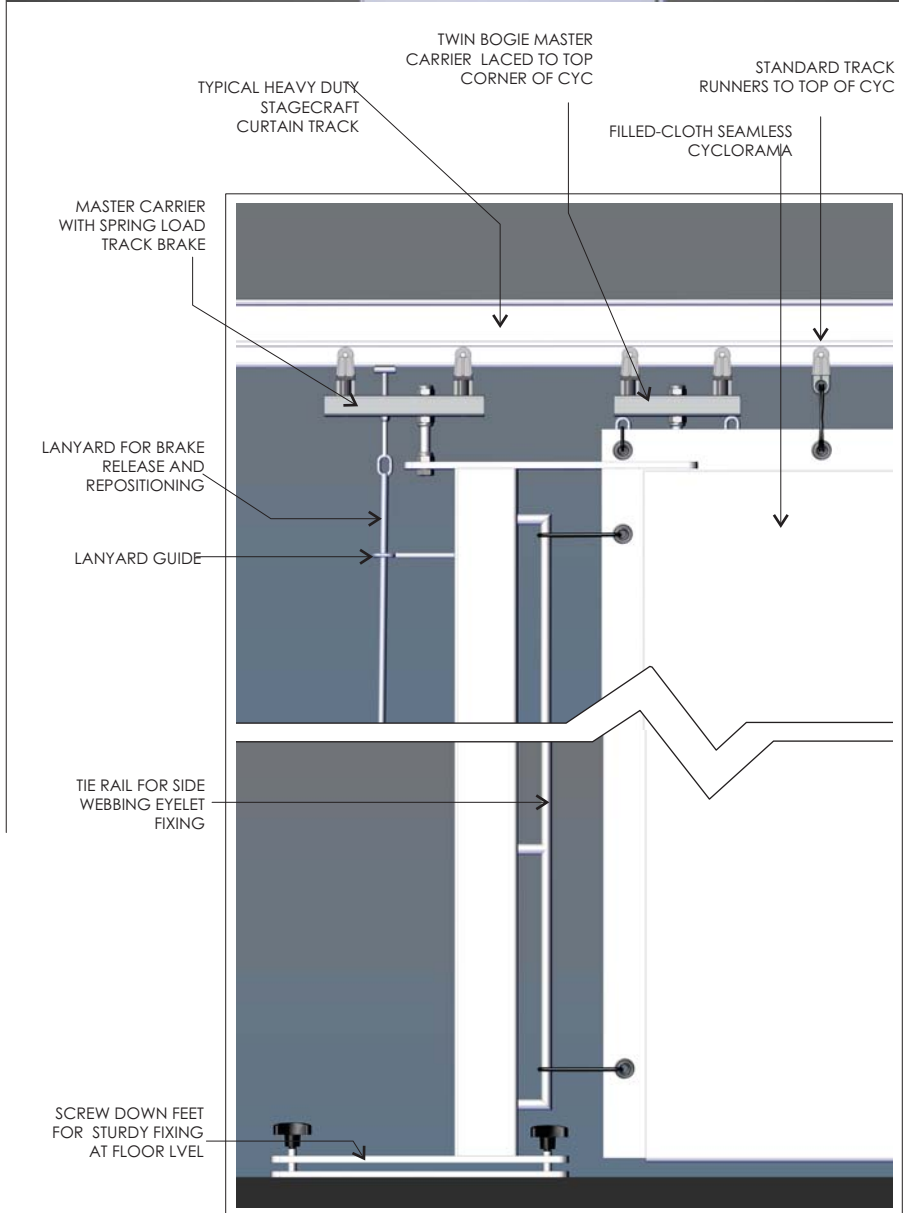 TWIN BOGIE MASTER
CARRIER LACED TO TOP
CORNER OF CYC
STANDARD TRACK
RUNNERS TO TOP OF CYC
TYPICAL HEAVY DUTY
STAGECRAFT
CURTAIN TRACK
FILLED-CLOTH SEAMLESS
CYCLORAMA
MASTER CARRIER
WITH SPRING LOAD
TRACK BRAKE
LANYARD FOR BRAKE
RELEASE AND
REPOSITIONING
LANYARD GUIDE
TIE RAIL FOR SIDE
WEBBING EYELET
FIXING
SCREW DOWN FEET
FOR STURDY FIXING
AT FLOOR LVEL